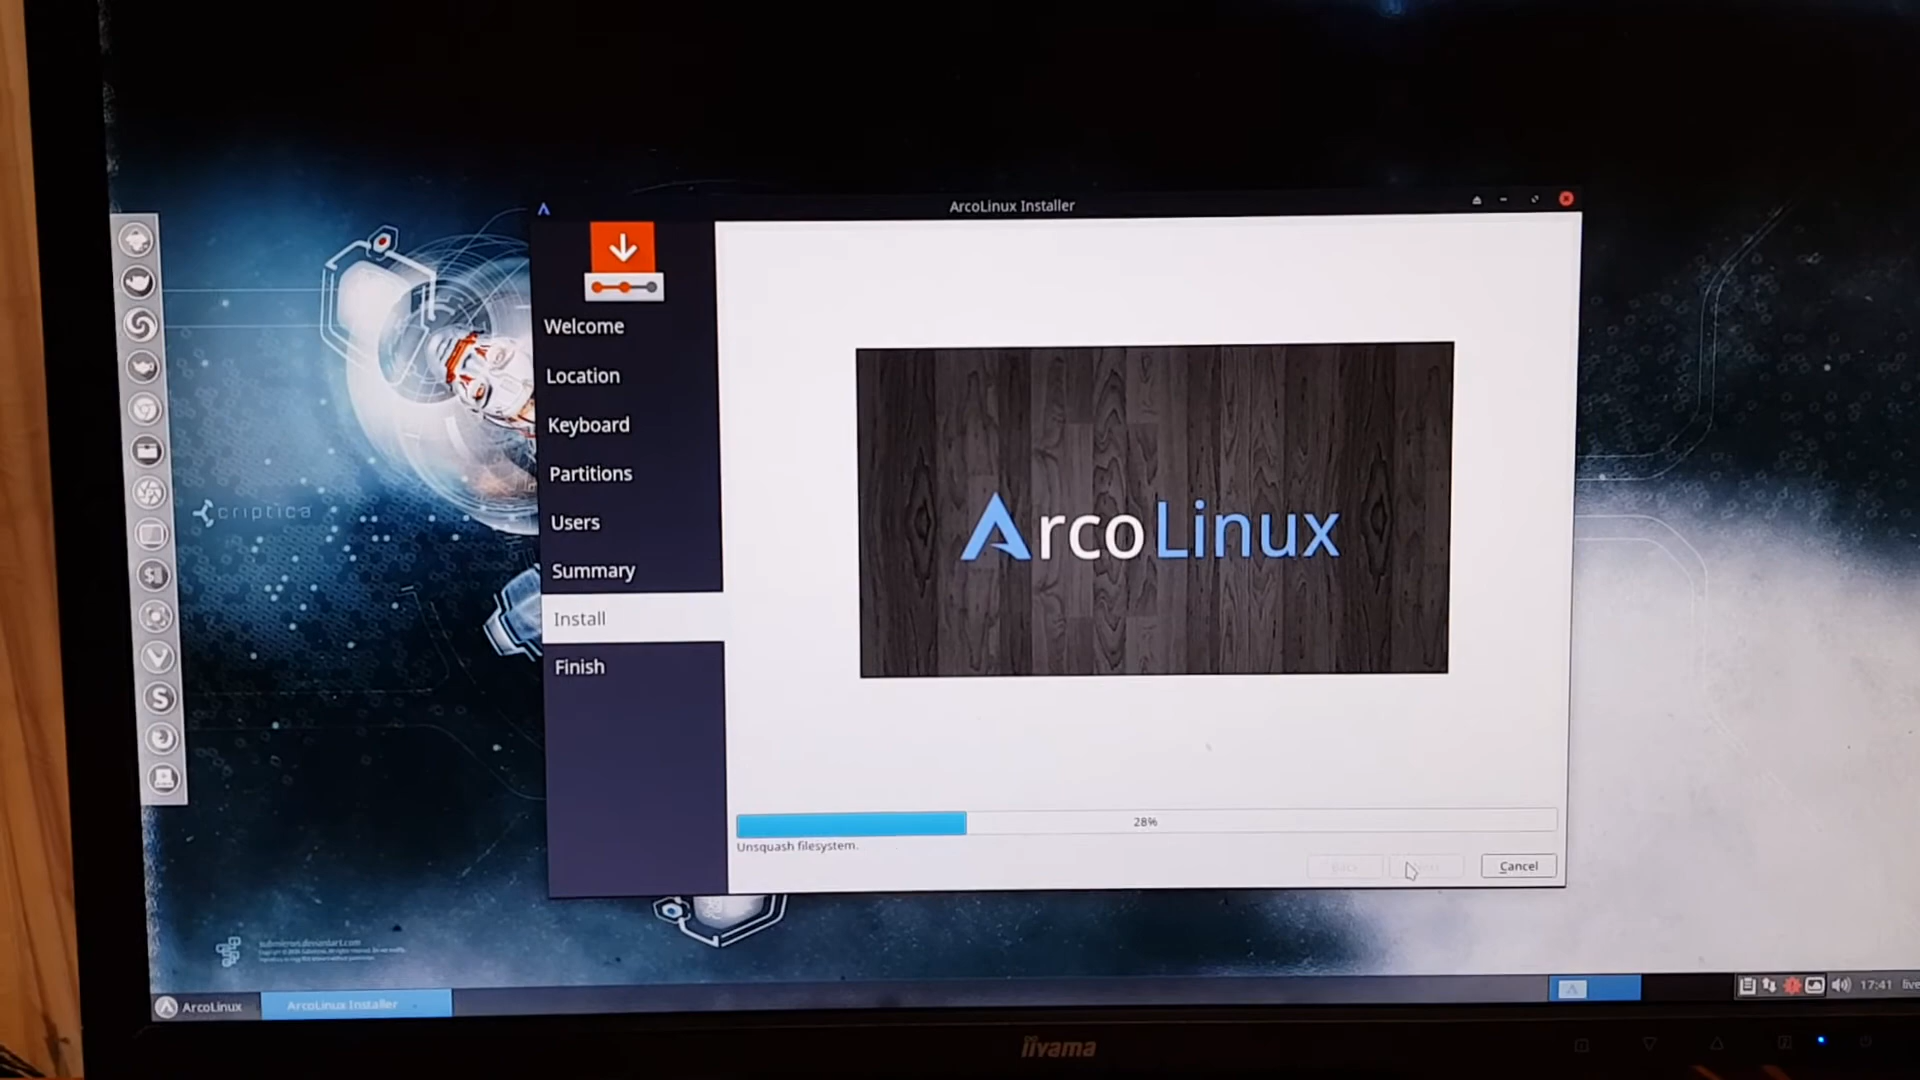 ArcoLinux Installer
Welcome
Location
Keyboard
Partitions
Users
Summary
Install
Finish
ArcoLinux
28%
Unsquash filesystem.
Cancel
criptica
ArcoLinux
ArcoLinux Installer
17:41
live
iiyama